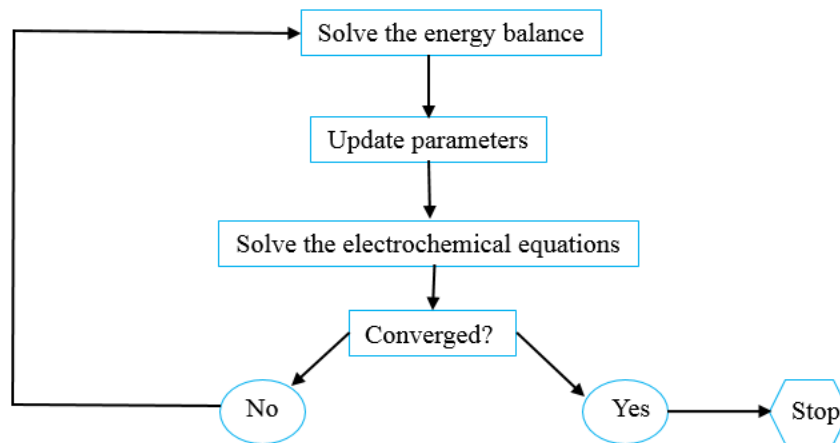 Solve the energy balance
Update parameters
Solve the electrochemical equations
Converged?
No
Yes
Stop